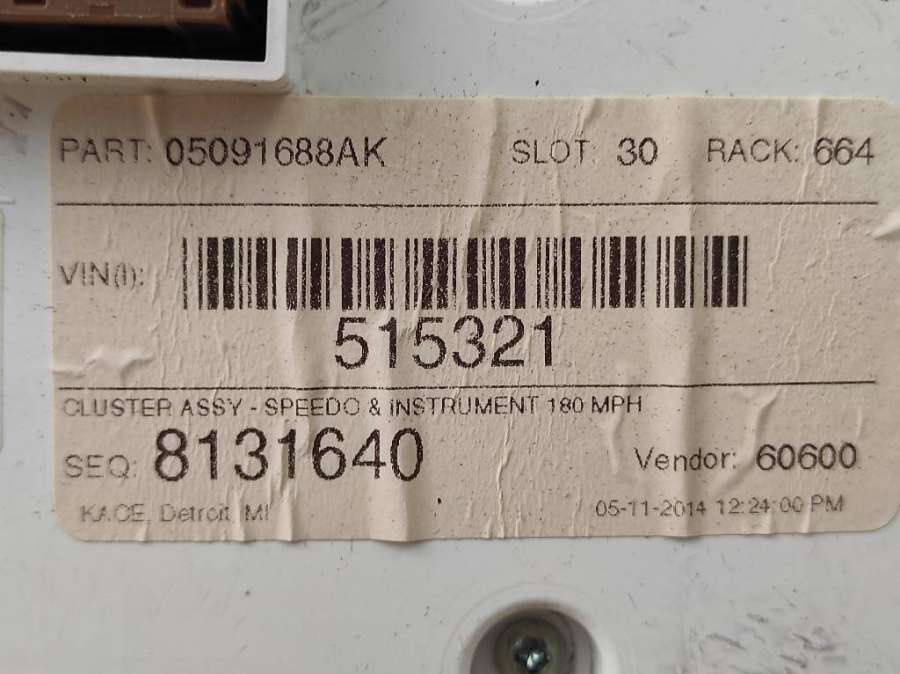 PART: 05091688AK SLOT: 30 RACK: 664
VIN(l):
515321
CLUSTER ASSY - SPEEDO & INSTRUMENT 180 MPH
SEQ: 8131640 Vendor: 60600
KACE, Detroit, MI 05-11-2014 12:24:00 PM